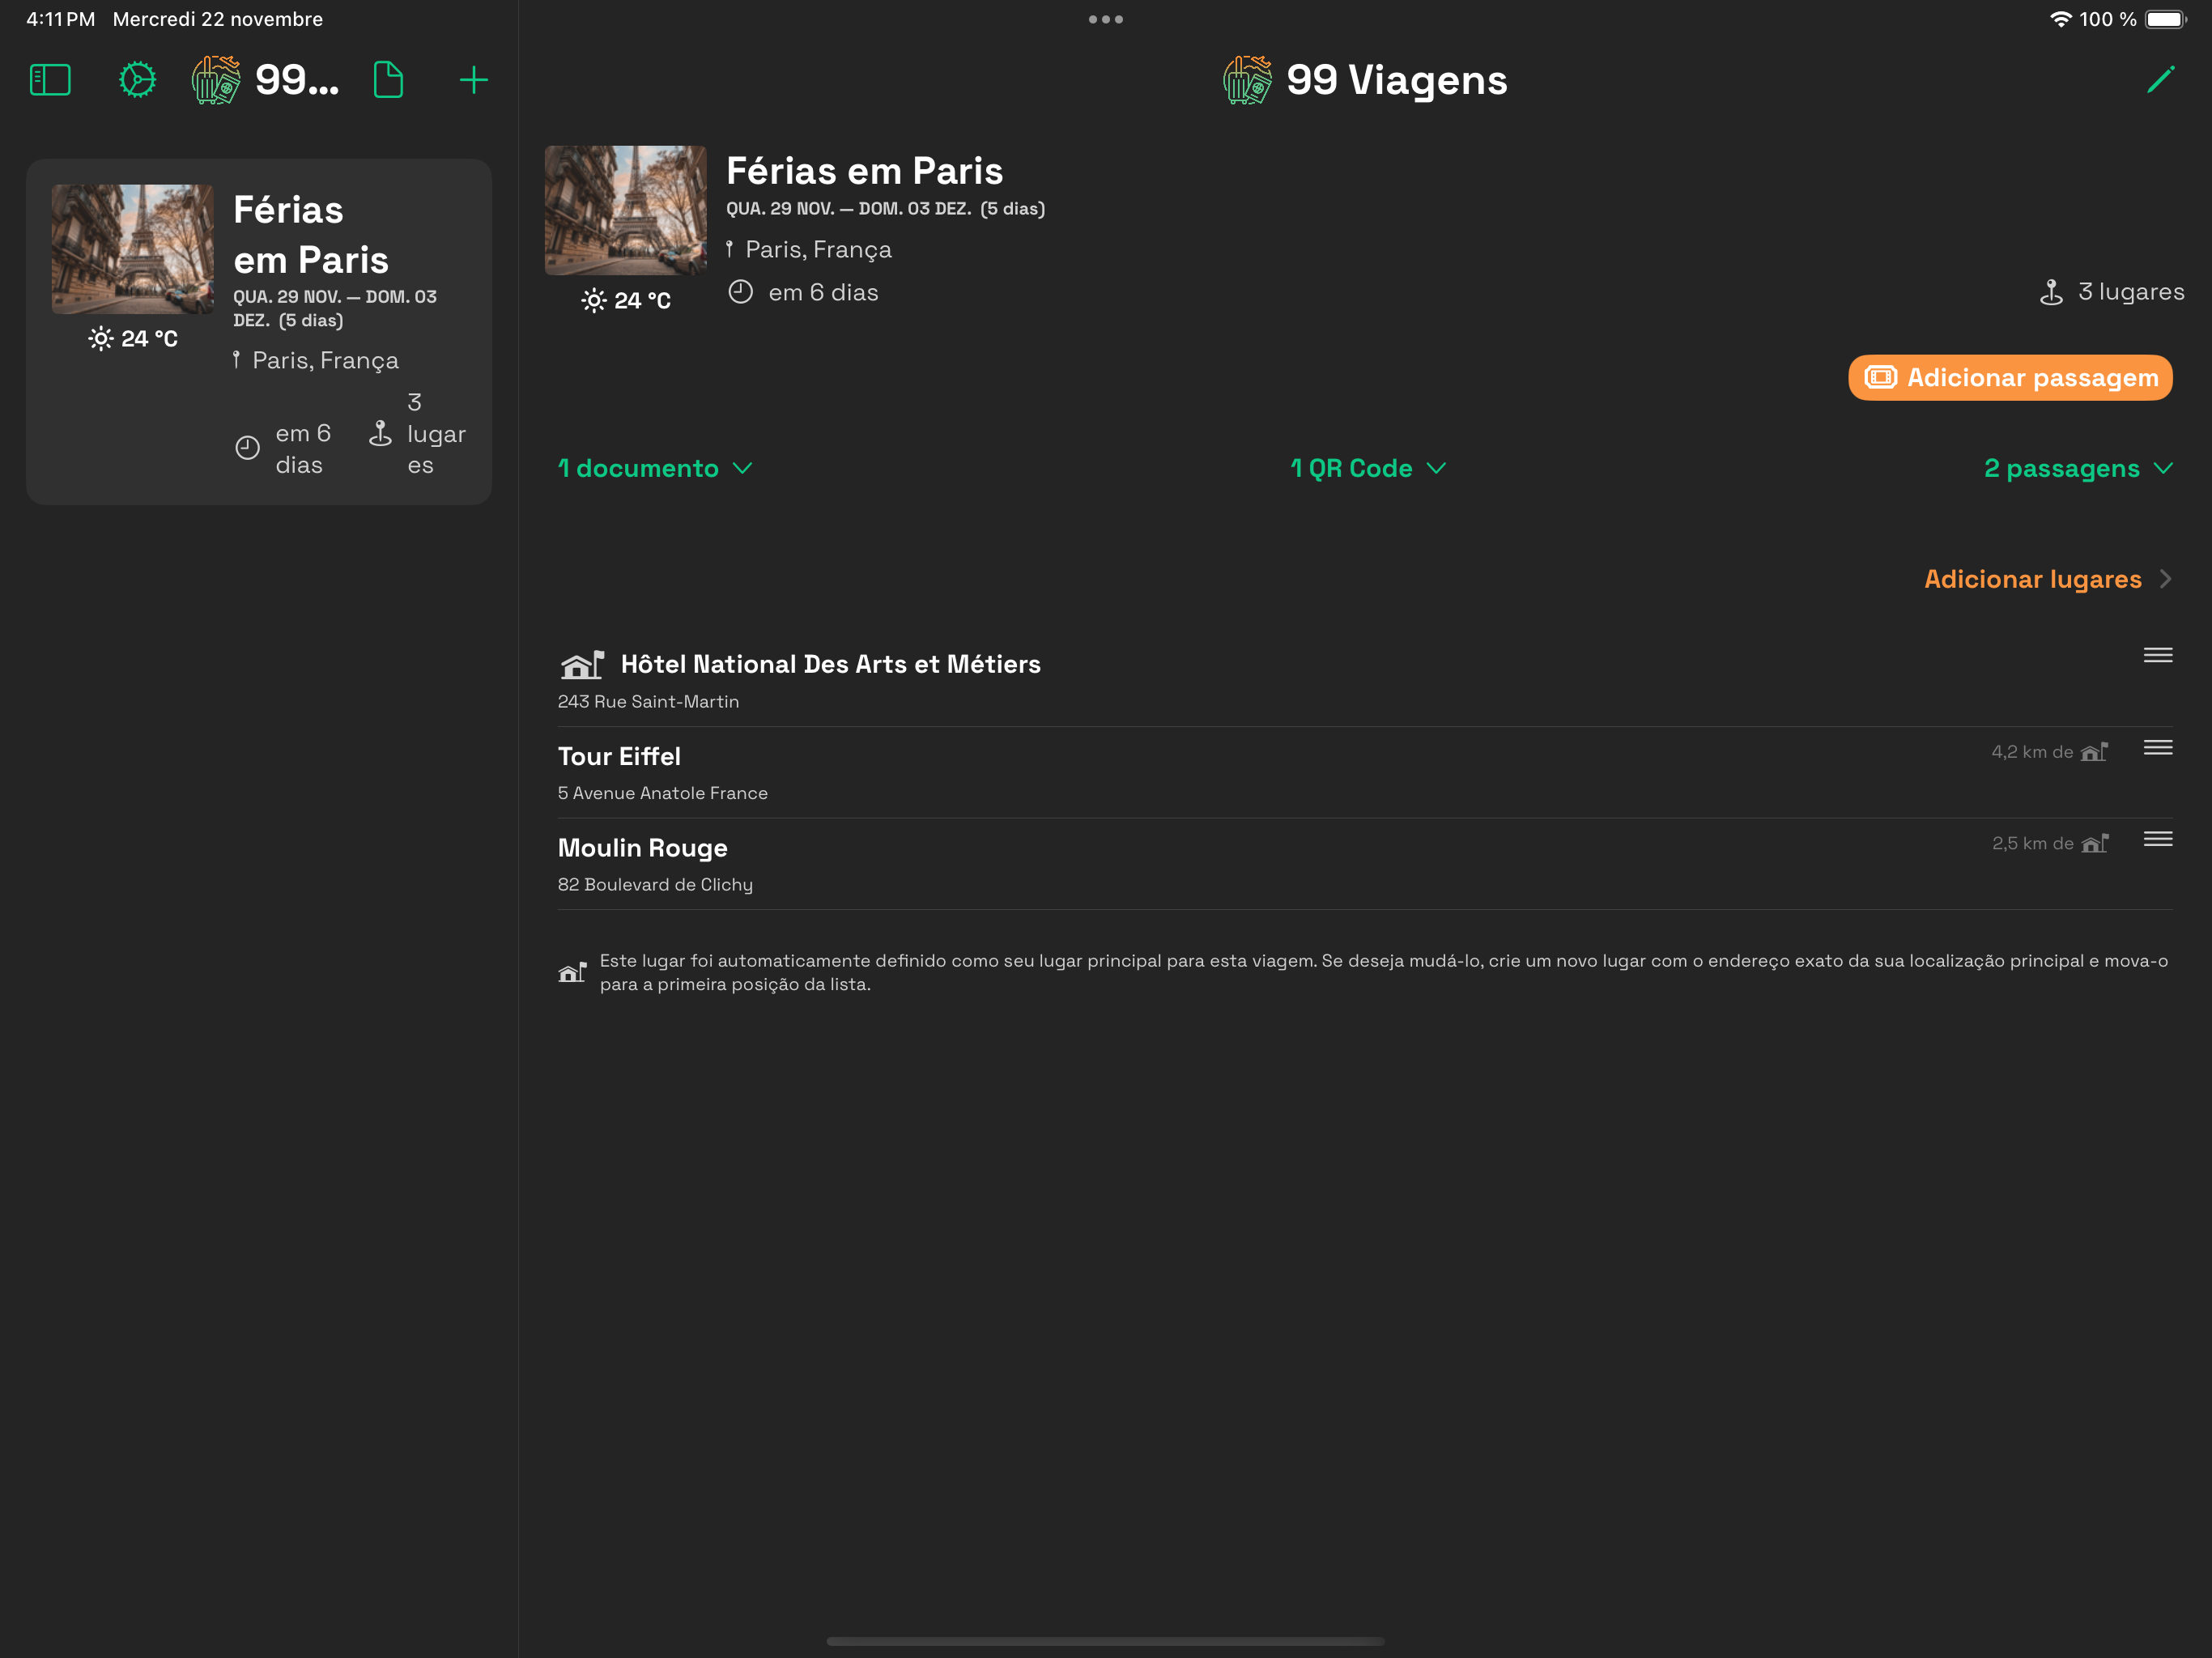 4:11 PM Mercredi 22 novembre
100 %
99...
99 Viagens
Férias
em Paris
QUA. 29 NOV. — DOM. 03
DEZ. (5 dias)
24 °C
Paris, França
em 6
dias
3
lugar
es
Férias em Paris
QUA. 29 NOV. — DOM. 03 DEZ. (5 dias)
Paris, França
24 °C
em 6 dias
3 lugares
Adicionar passagem
1 documento
1 QR Code
2 passagens
Adicionar lugares
Hôtel National Des Arts et Métiers
243 Rue Saint-Martin
Tour Eiffel
4,2 km de
5 Avenue Anatole France
Moulin Rouge
2,5 km de
82 Boulevard de Clichy
Este lugar foi automaticamente definido como seu lugar principal para esta viagem. Se deseja mudá-lo, crie um novo lugar com o endereço exato da sua localização principal e mova-o
para a primeira posição da lista.